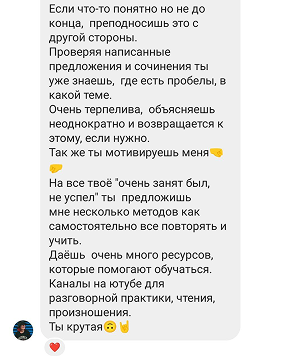 Если что-то понятно но не до
конца,  преподносишь это с
другой стороны.
Проверяя написанные
предложения и сочинения ты
уже знаешь,  где есть пробелы, в
какой теме.
Очень терпелива,  объясняешь
неоднократно и возвращается к
этому, если нужно.
Так же ты мотивируешь меня🤜
🤛
На все твоё "очень занят был,
не успел" ты  предложишь
мне несколько методов как
самостоятельно все повторять и
учить.
Даёшь  очень много ресурсов,
которые помогают обучаться.
Каналы на ютубе для
разговорной практики, чтения,
произношения.
Ты крутая🙃🤘
❤️